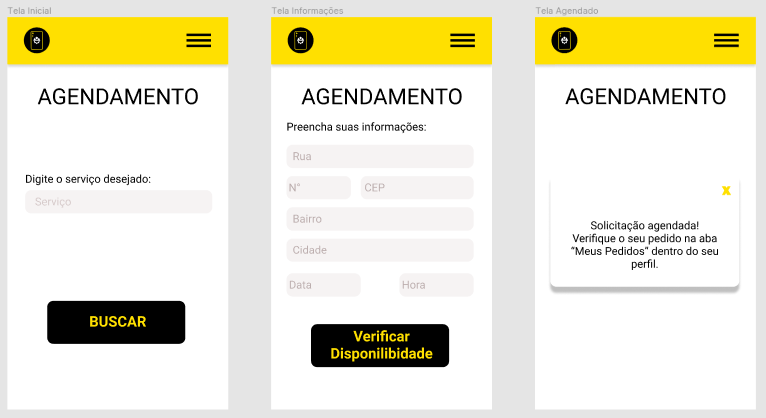 Tela Inicial
AGENDAMENTO
Digite o serviço desejado:
Serviço
BUSCAR
Tela Informações
AGENDAMENTO
Preencha suas informações:
Rua
N°
CEP
Bairro
Cidade
Data
Hora
Verificar
Disponilibidade
Tela Agendado
AGENDAMENTO
x
Solicitação agendada!
Verifique o seu pedido na aba
"Meus Pedidos" dentro do seu
perfil.